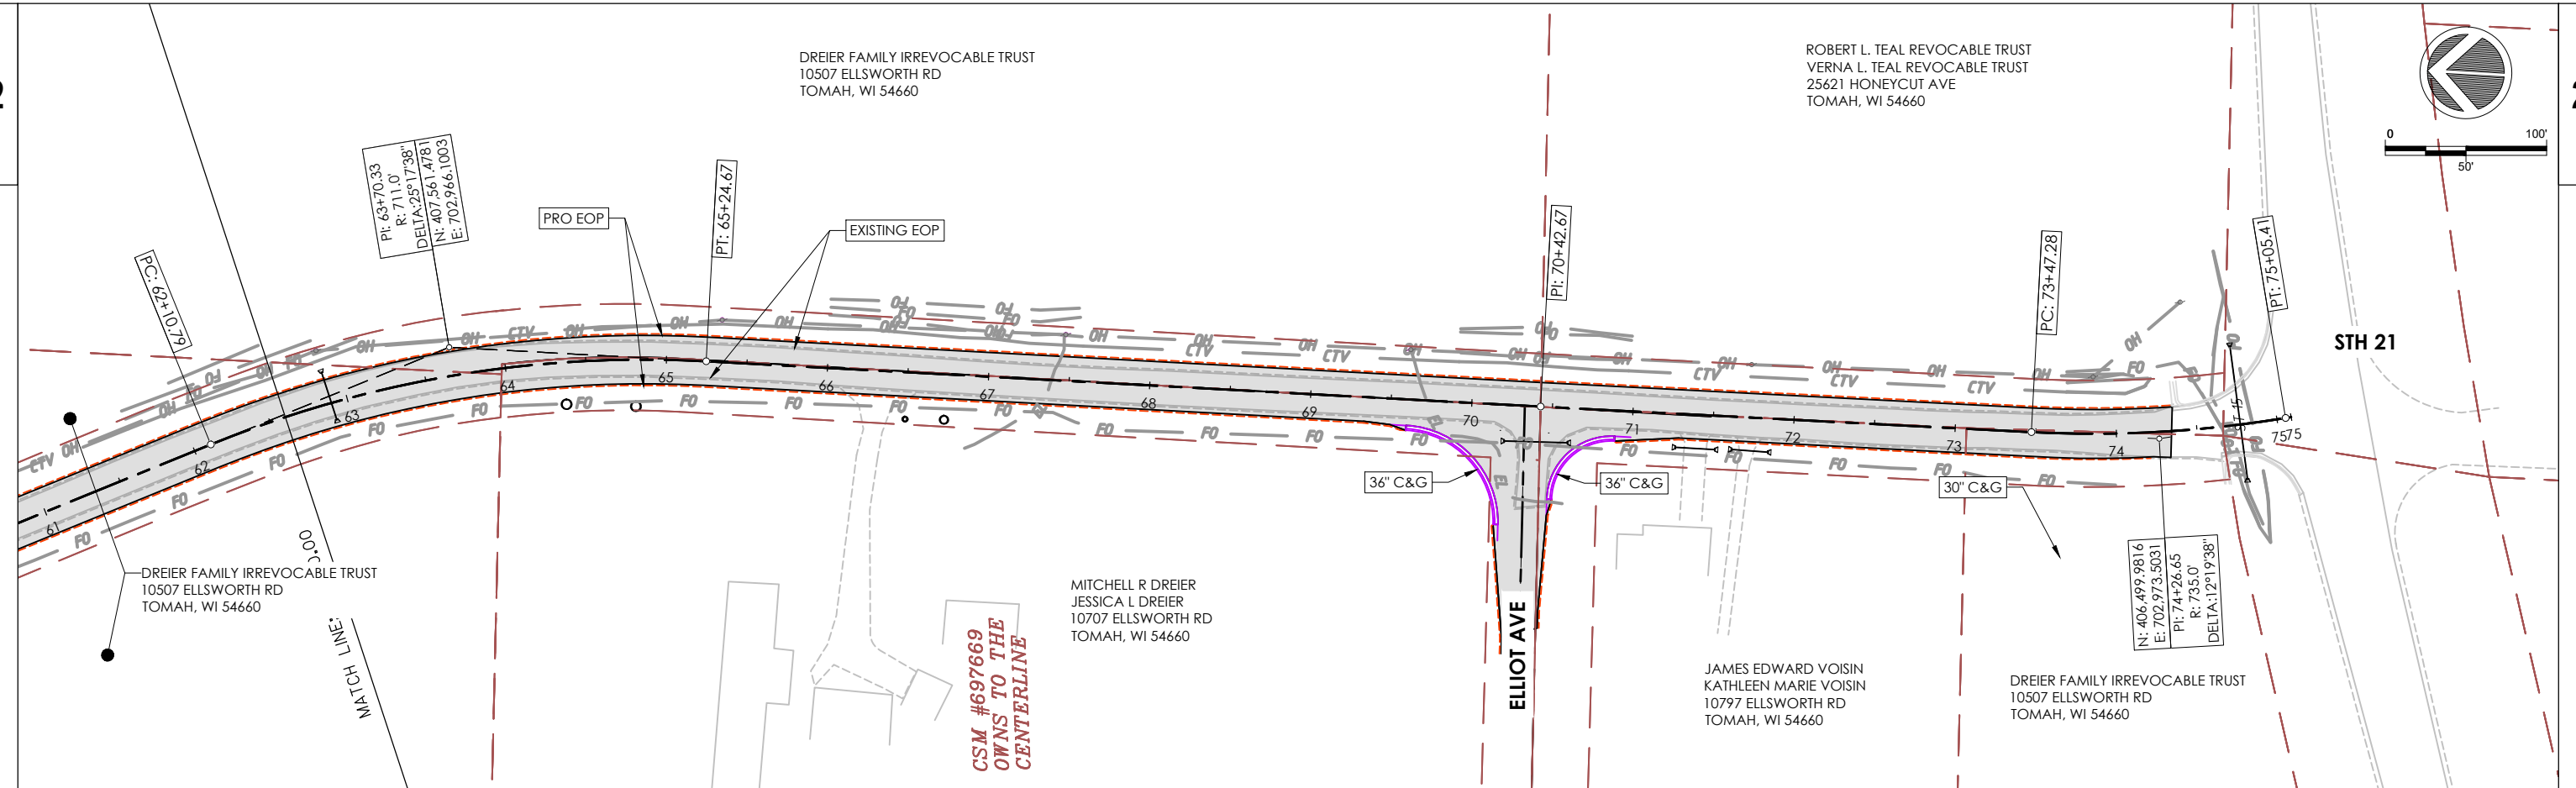 DREIER FAMILY IRREVOCABLE TRUST
10507 ELLSWORTH RD
TOMAH, WI 54660
ROBERT L. TEAL REVOCABLE TRUST
VERNA L. TEAL REVOCABLE TRUST
25621 HONEYCUT AVE
TOMAH, WI 54660
0
100'
50'
PC: 62+10.79
PI: 63+70.33
R: 711.0'
DELTA:25°17'38"
N: 407,561.4781
E: 702,966.1003
PRO EOP
PT: 65+24.67
EXISTING EOP
PI: 70+42.67
PC: 73+47.28
PT: 75+05.41
STH 21
OH
CTV
FO
61
62
63
64
65
66
67
68
69
70
71
72
73
74
7575
36" C&G
36" C&G
30" C&G
N: 406,499.9816
E: 702,973.5031
PI: 74+26.65
R: 735.0'
DELTA:12°19'38"
DREIER FAMILY IRREVOCABLE TRUST
10507 ELLSWORTH RD
TOMAH, WI 54660
MATCH LINE:
0.00
CSM #697669
OWNS TO THE
CENTERLINE
MITCHELL R DREIER
JESSICA L DREIER
10707 ELLSWORTH RD
TOMAH, WI 54660
ELLIOT AVE
JAMES EDWARD VOISIN
KATHLEEN MARIE VOISIN
10797 ELLSWORTH RD
TOMAH, WI 54660
DREIER FAMILY IRREVOCABLE TRUST
10507 ELLSWORTH RD
TOMAH, WI 54660